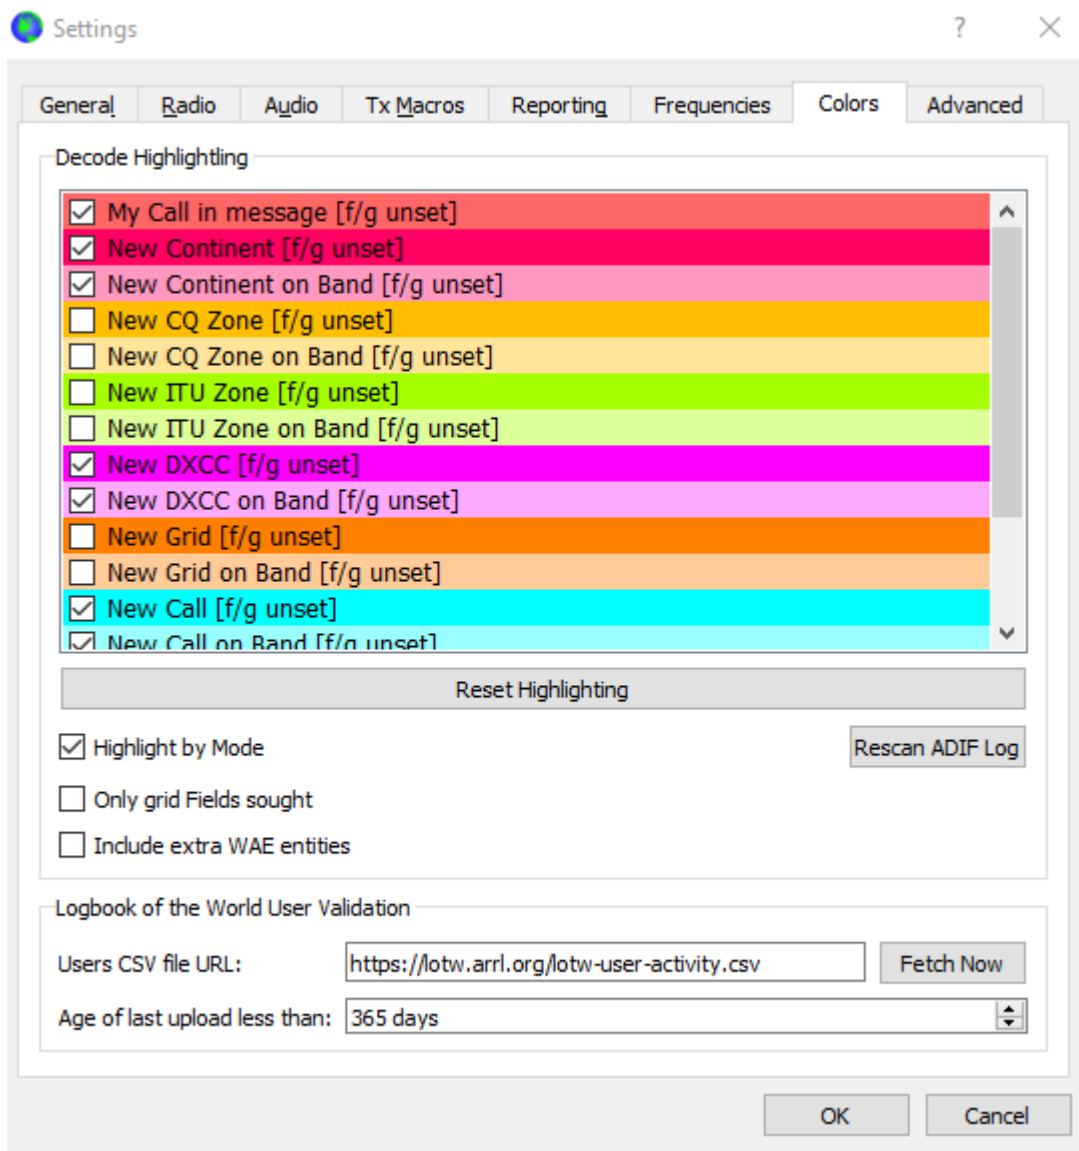 Settings
General Radio Audio Tx Macros Reporting Frequencies Colors Advanced
Decode Highlightling
My Call in message [f/g unset]
New Continent [f/g unset]
New Continent on Band [f/g unset]
New CQ Zone [f/g unset]
New CQ Zone on Band [f/g unset]
New ITU Zone [f/g unset]
New ITU Zone on Band [f/g unset]
New DXCC [f/g unset]
New DXCC on Band [f/g unset]
New Grid [f/g unset]
New Grid on Band [f/g unset]
New Call [f/g unset]
New Call on Band [f/g unset]
Reset Highlighting
Highlight by Mode Rescan ADIF Log
Only grid Fields sought
Include extra WAE entities
Logbook of the World User Validation
Users CSV file URL: https://lotw.arrl.org/lotw-user-activity.csv Fetch Now
Age of last upload less than: 365 days
OK Cancel